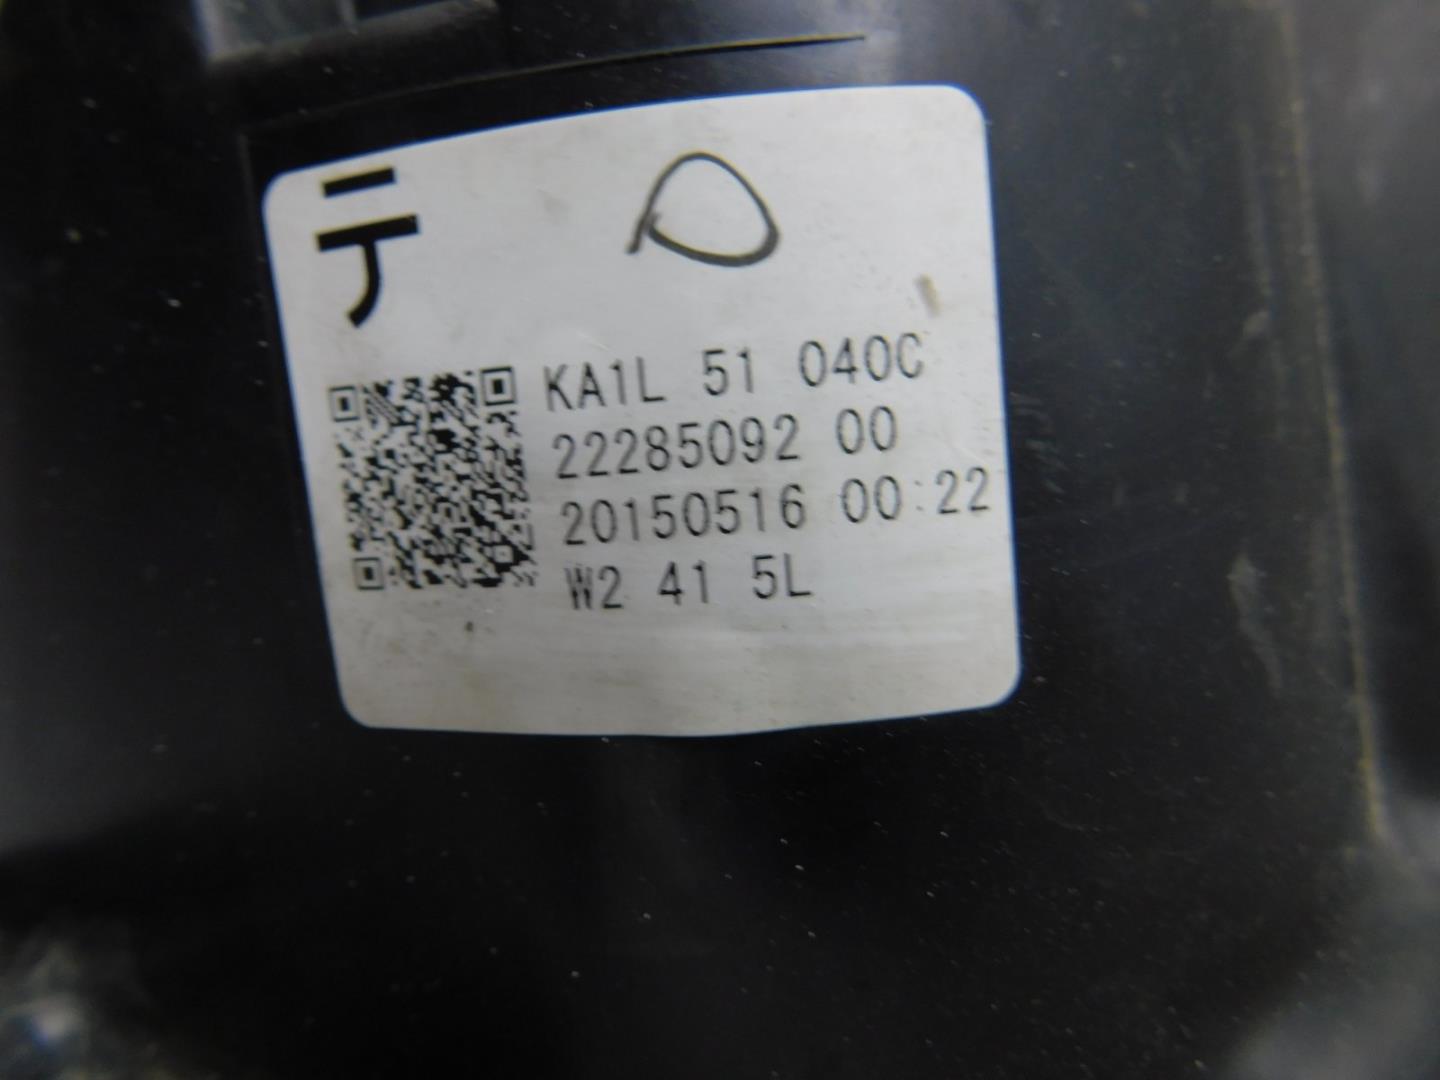 テ
KA1L 51 040C
22285092 00
20150516 00:22
W2 41 5L